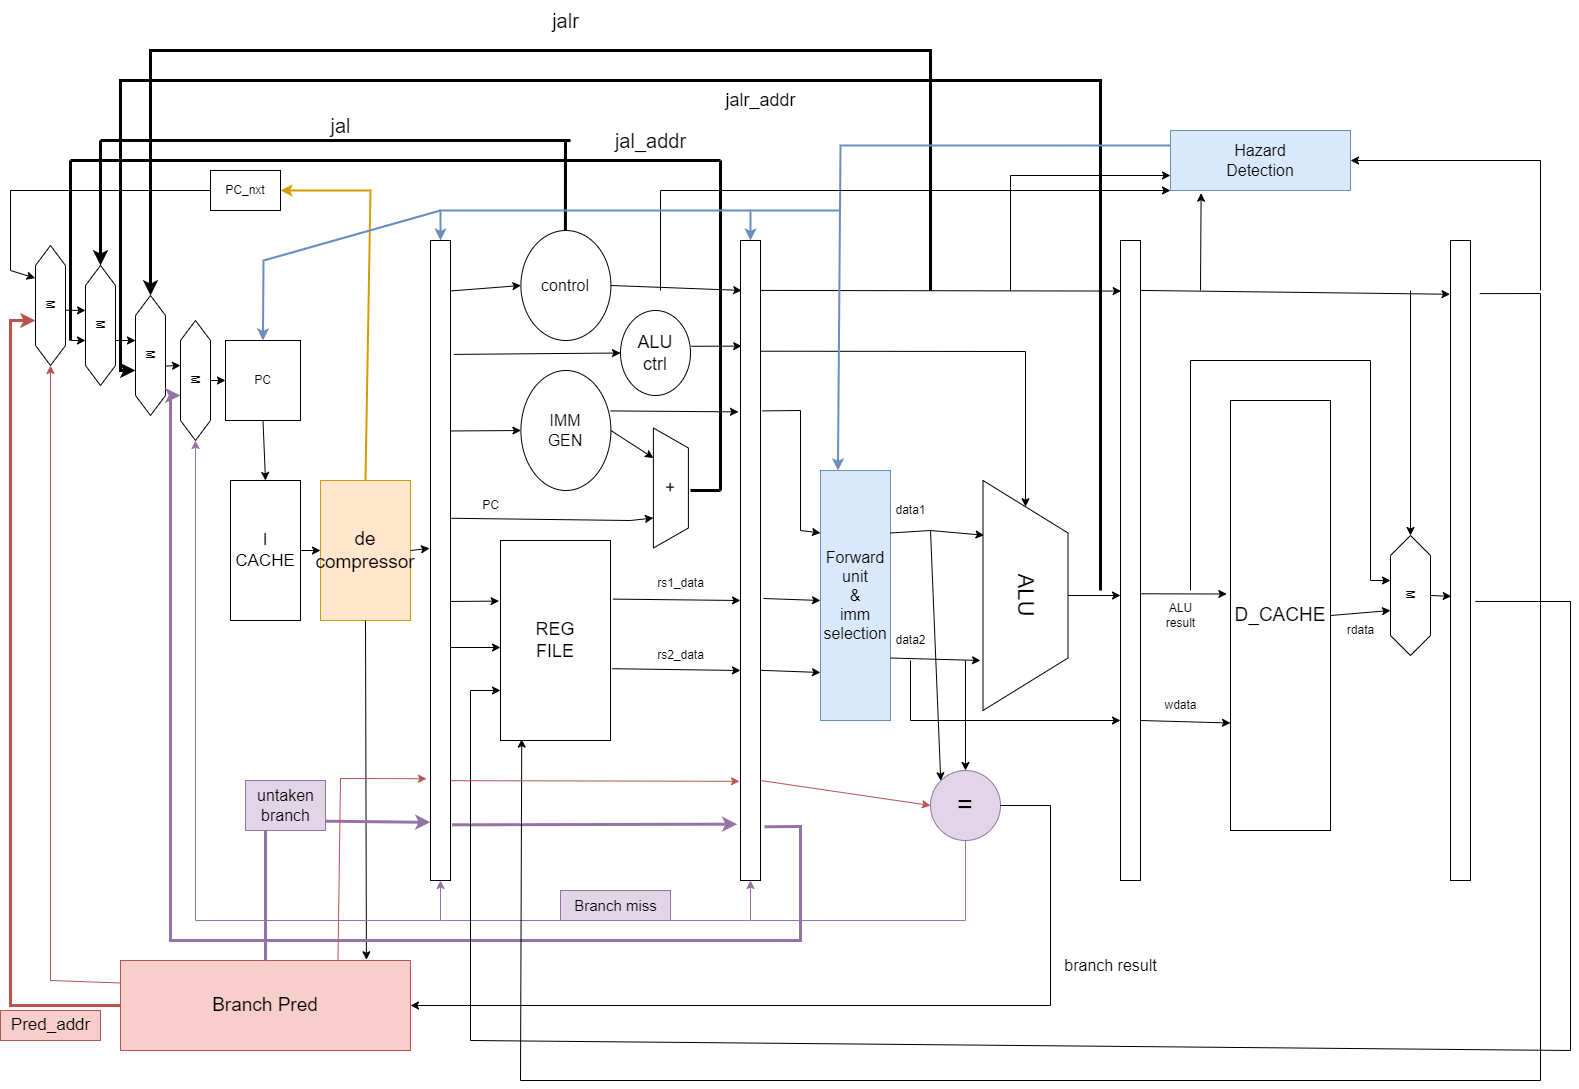 jalr
jalr_addr
jal
jal_addr
Hazard
Detection
PC_nxt
control
M
M
M
M
ALU
ctrl
PC
IMM
GEN
+
PC
data1
I
CACHE
de
compressor
Forward
unit
&
imm
selection
ALU
rs1_data
REG
FILE
rs2_data
data2
ALU
result
D_CACHE
rdata
M
wdata
untaken
branch
=
Branch miss
branch result
Branch Pred
Pred_addr